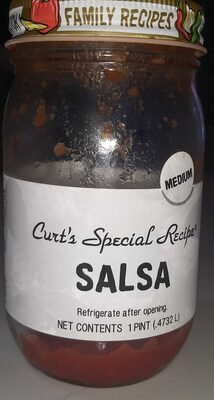 FAMILY RECIPES
MEDIUM
Curt's Special Recipe
SALSA
Refrigerate after opening.
NET CONTENTS 1 PINT (.4732 L)